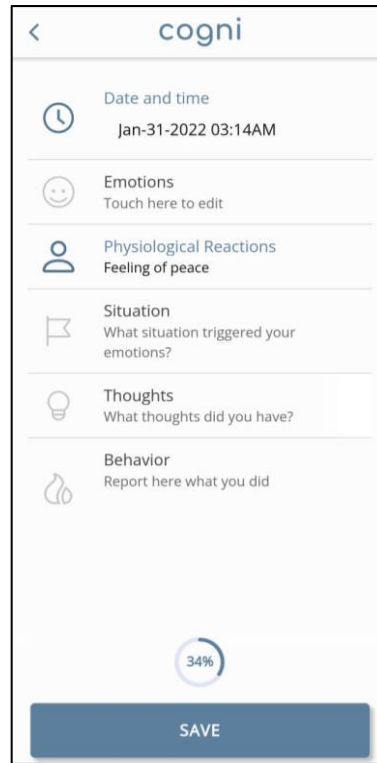 cogni
Date and time
Jan-31-2022 03:14AM
Emotions
Touch here to edit
Physiological Reactions
Feeling of peace
Situation
What situation triggered your
emotions?
Thoughts
What thoughts did you have?
Behavior
Report here what you did
34%
SAVE